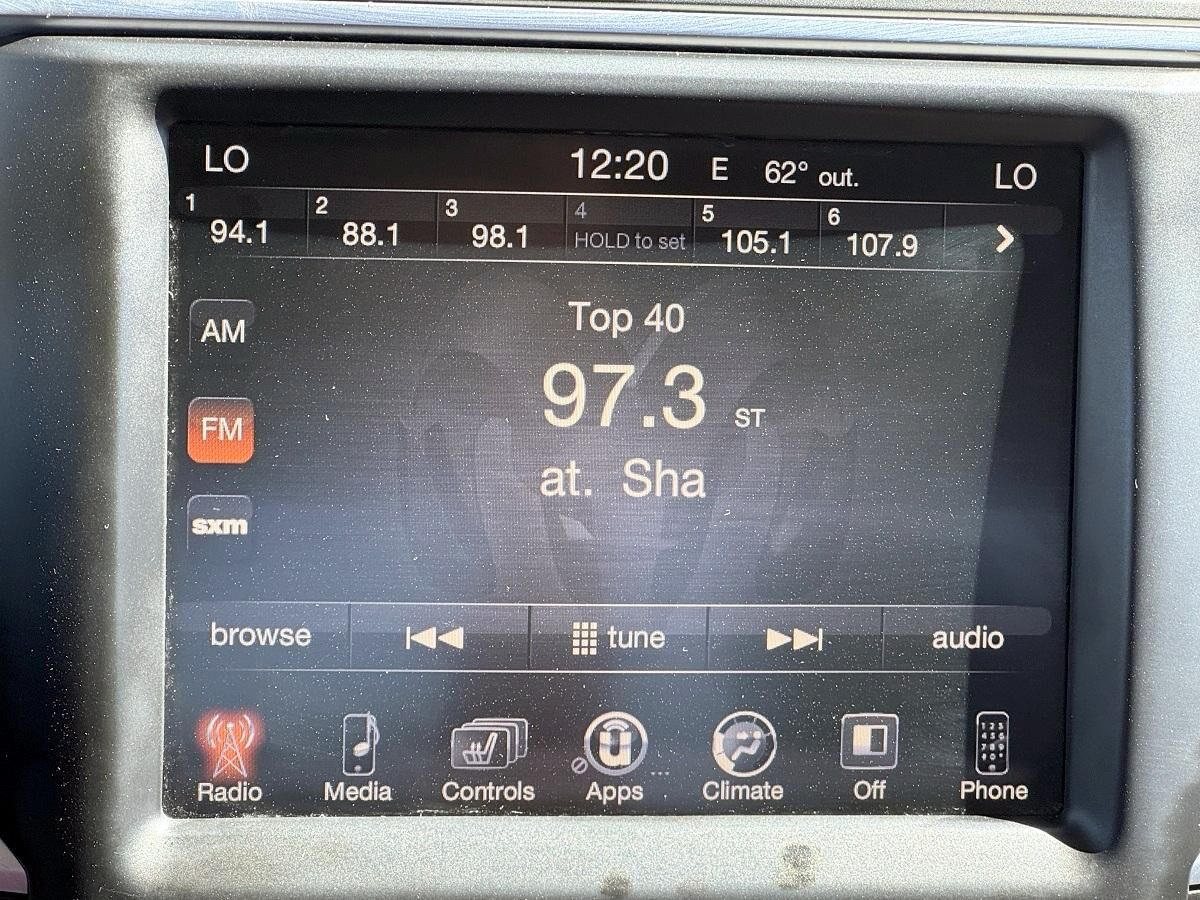 LO 12:20 E 62° out. LO
1 94.1 2 88.1 3 98.1 4 HOLD to set 5 105.1 6 107.9
AM
Top 40
97.3 ST
FM
at. Sha
sxm
browse tune audio
Radio Media Controls Apps Climate Off Phone